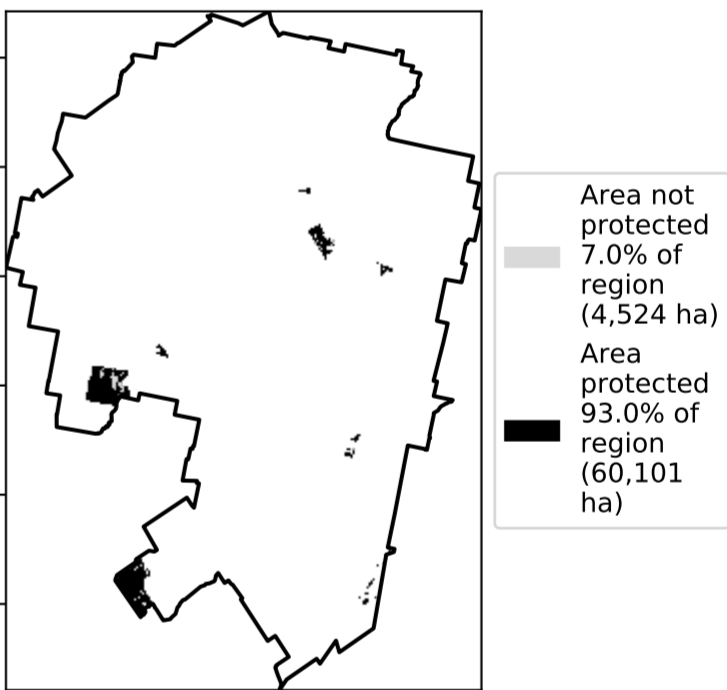 Area not
protected
7.0% of
region
(4,524 ha)
Area
protected
93.0% of
region
(60,101
ha)